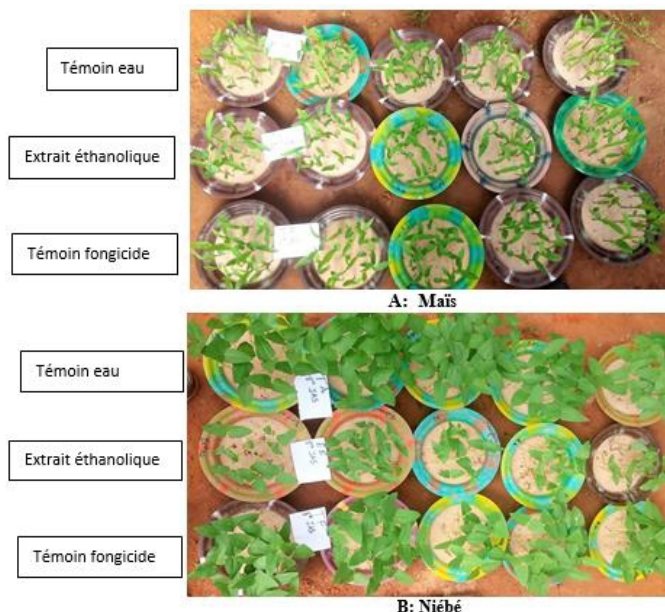 Témoin eau
Extrait éthanolique
Témoin fongicide
A: Maïs
Témoin eau
Extrait éthanolique
Témoin fongicide
B: Niébé